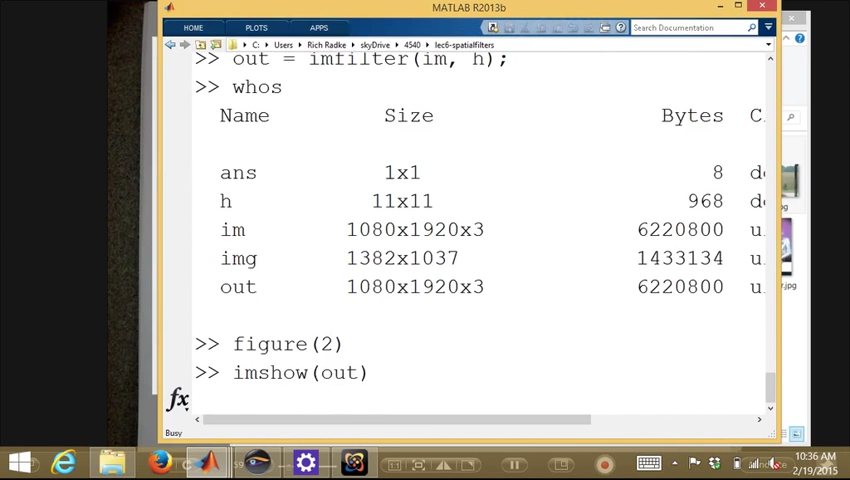 MATLAB R2013b
HOME PLOTS APPS Search Documentation
C: Users Rich Radke skyDrive 4540 lec6-spatialfilters
>> out = imfilter(im, h);
>> whos
Name Size Bytes
ans 1x1 8
h 11x11 968
im 1080x1920x3 6220800
img 1382x1037 1433134
out 1080x1920x3 6220800
>> figure(2)
>> imshow(out)
fx
Busy
10:36 AM
2/19/2015